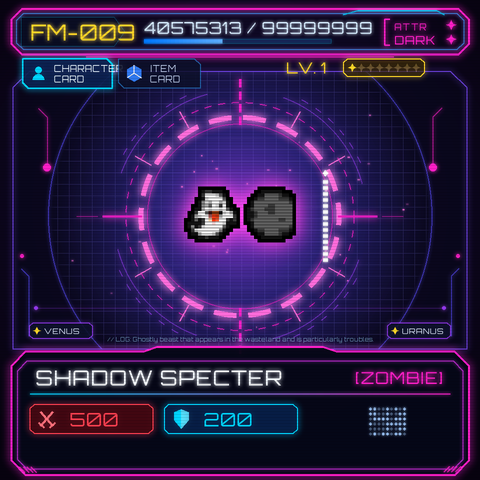 FM-009
40575313 / 99999999
ATTR
DARK
CHARACTER
CARD
ITEM
CARD
LV.1
VENUS
URANUS
// LOG Ghostly beast that appears in the wasteland and is particularly troubles
SHADOW SPECTER
[ZOMBIE]
500
200